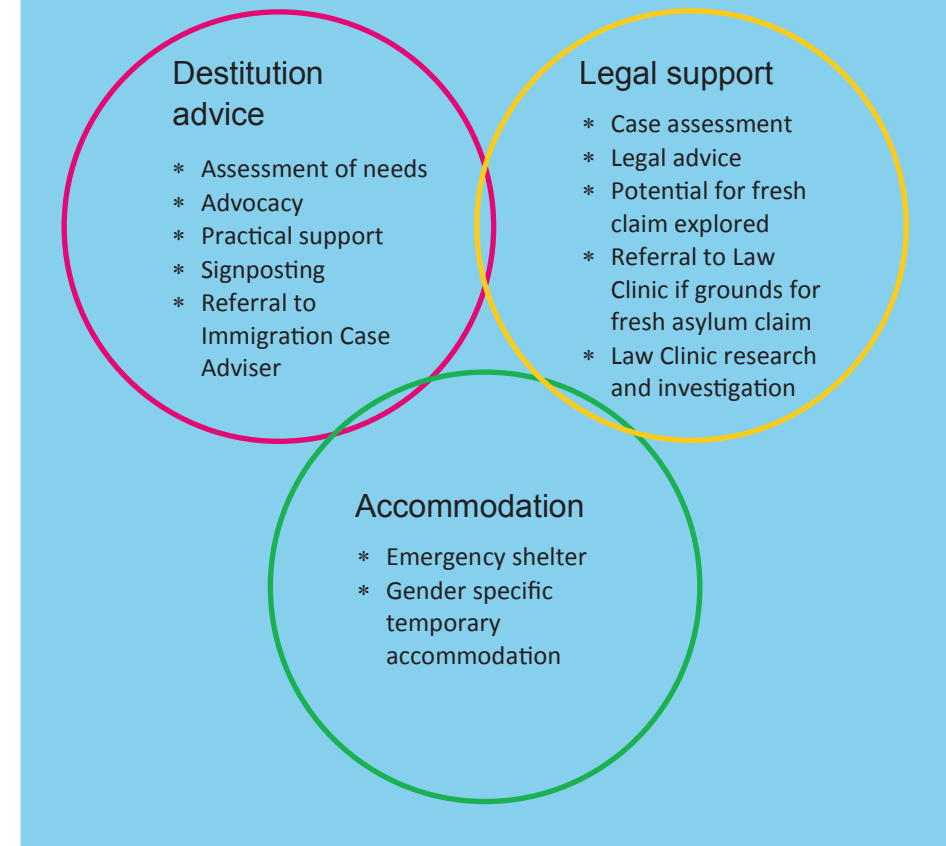 Destitution
advice
* Assessment of needs
* Advocacy
* Practical support
* Signposting
* Referral to
Immigration Case
Adviser
Legal support
* Case assessment
* Legal advice
* Potential for fresh
claim explored
* Referral to Law
Clinic if grounds for
fresh asylum claim
* Law Clinic research
and investigation
Accommodation
* Emergency shelter
* Gender specific
temporary
accommodation